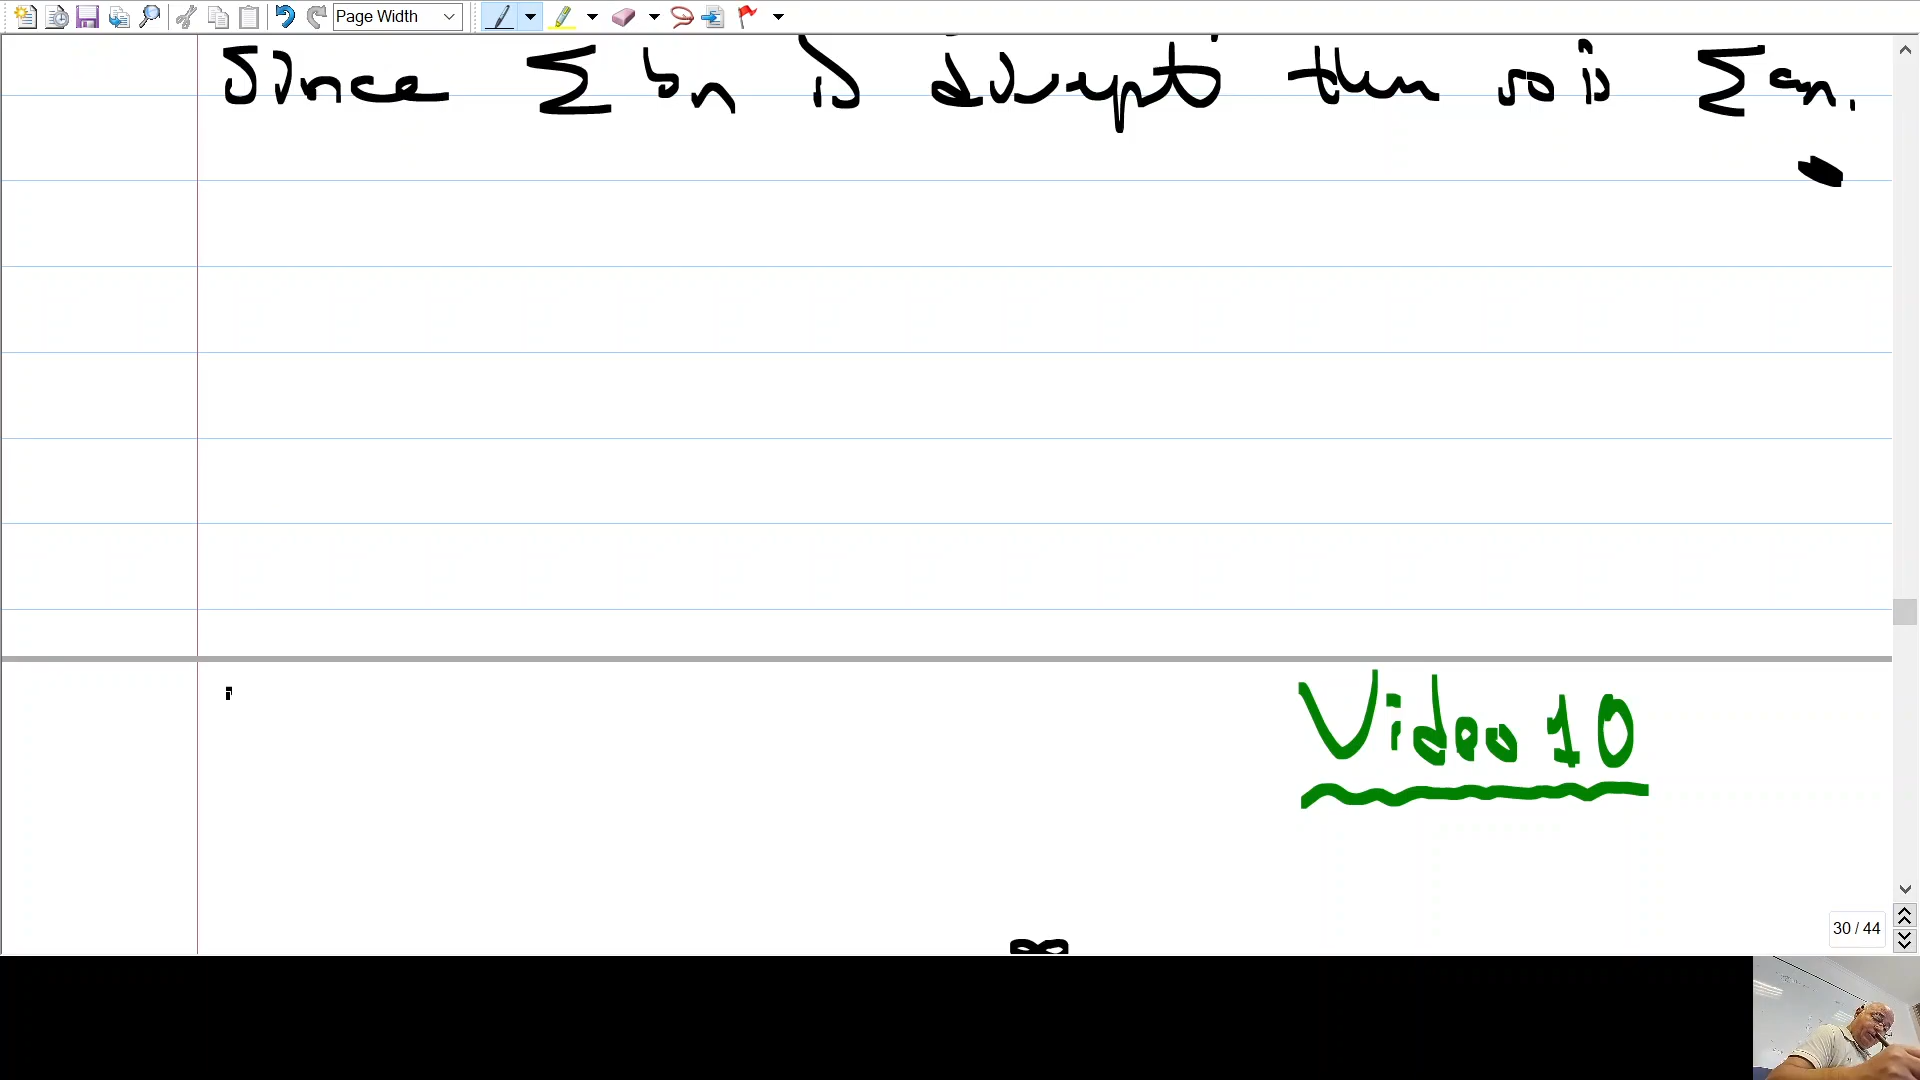 Page Width
Since Σ bn is divergent then so is Σ an.
Video 10
∞
30 / 44